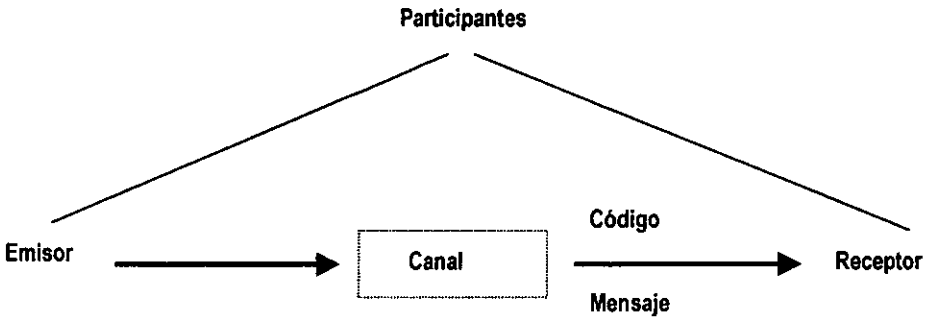 Participantes
Código
Emisor
Canal
Receptor
Mensaje